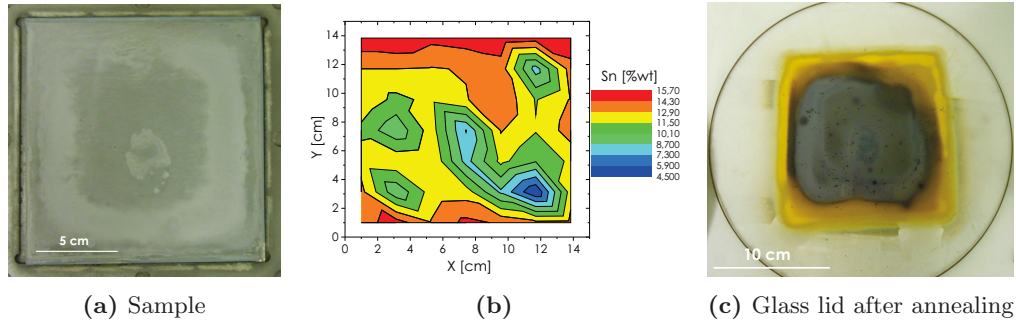 5 cm
14
12
10
8
6
4
2
0
Y [cm]
0 2 4 6 8 10 12 14
X [cm]
Sn [%wt]
15,70
14,30
12,90
11,50
10,10
8,700
7,300
5,900
4,500
10 cm
(a) Sample
(b)
(c) Glass lid after annealing